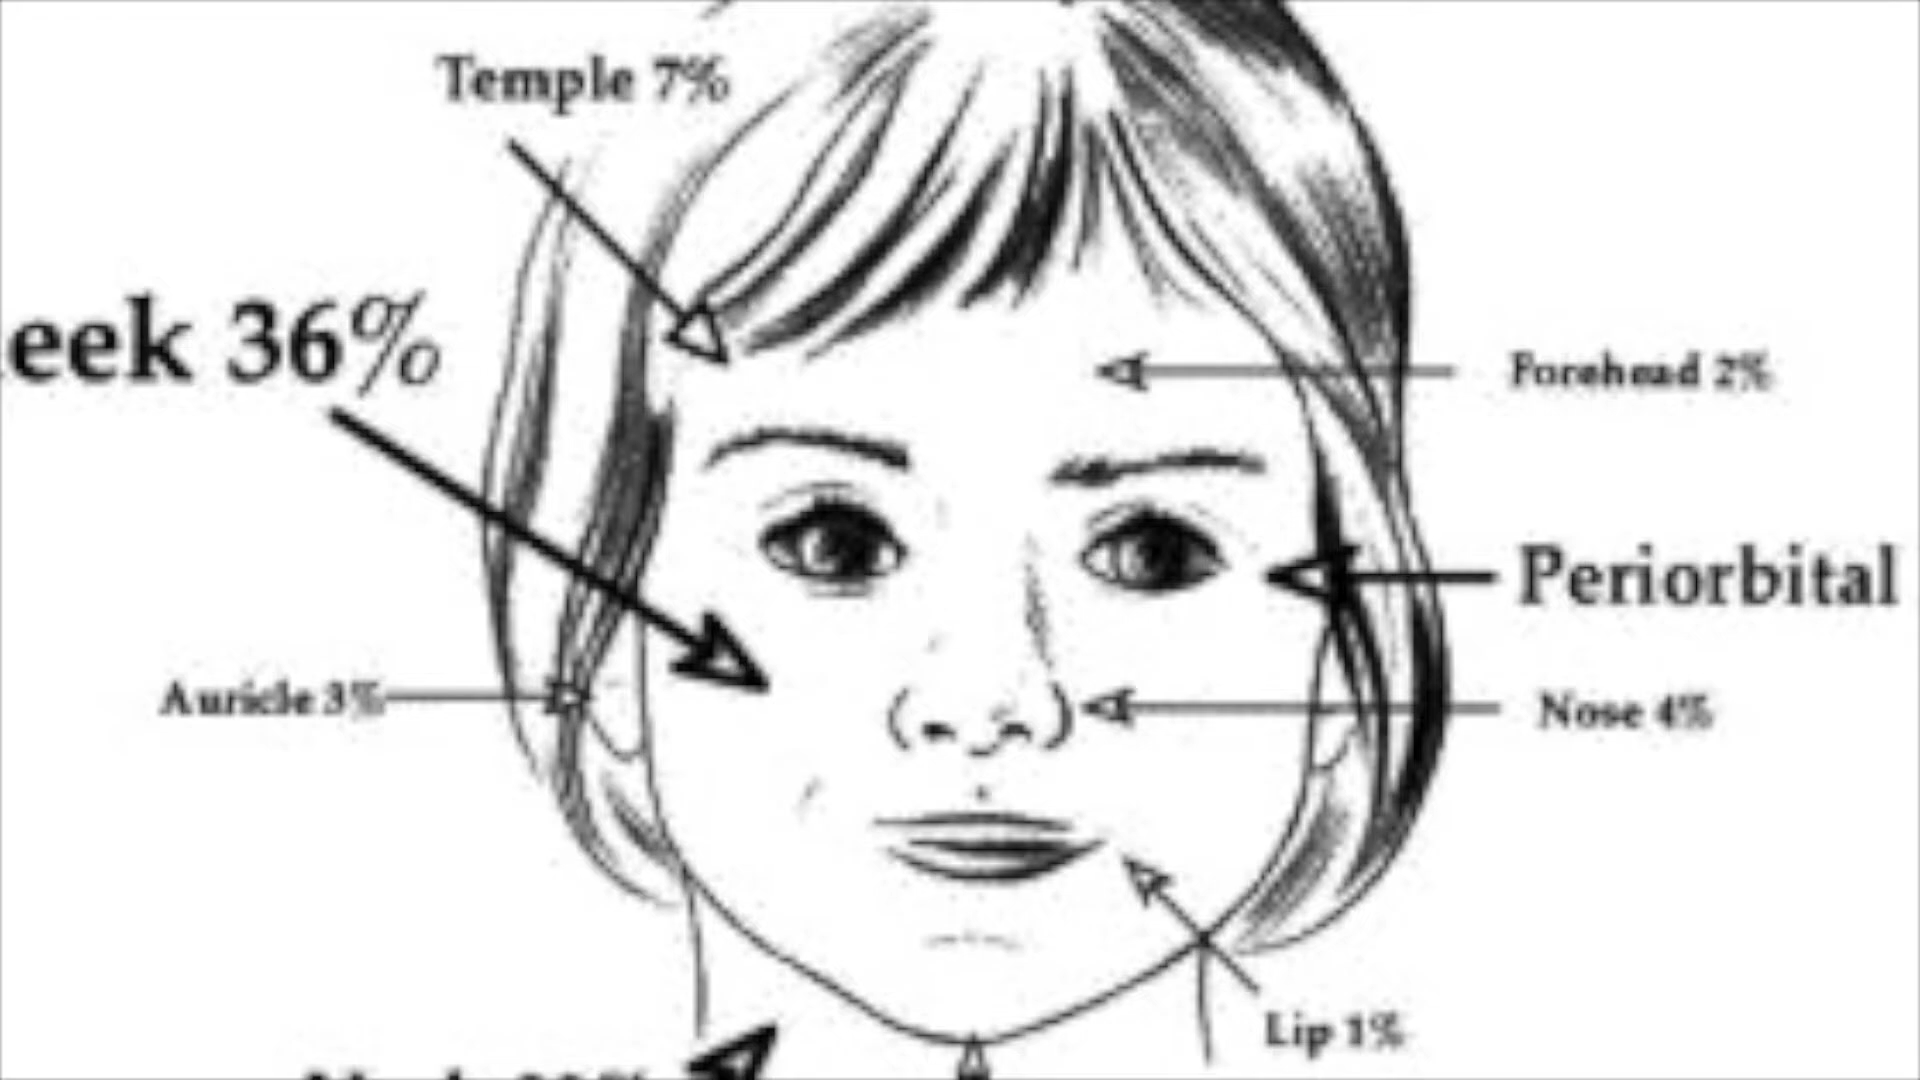 Temple 7%
eek 36%
Forehead 2%
Periorbital
Auricle 3%
Nose 4%
Lip 1%